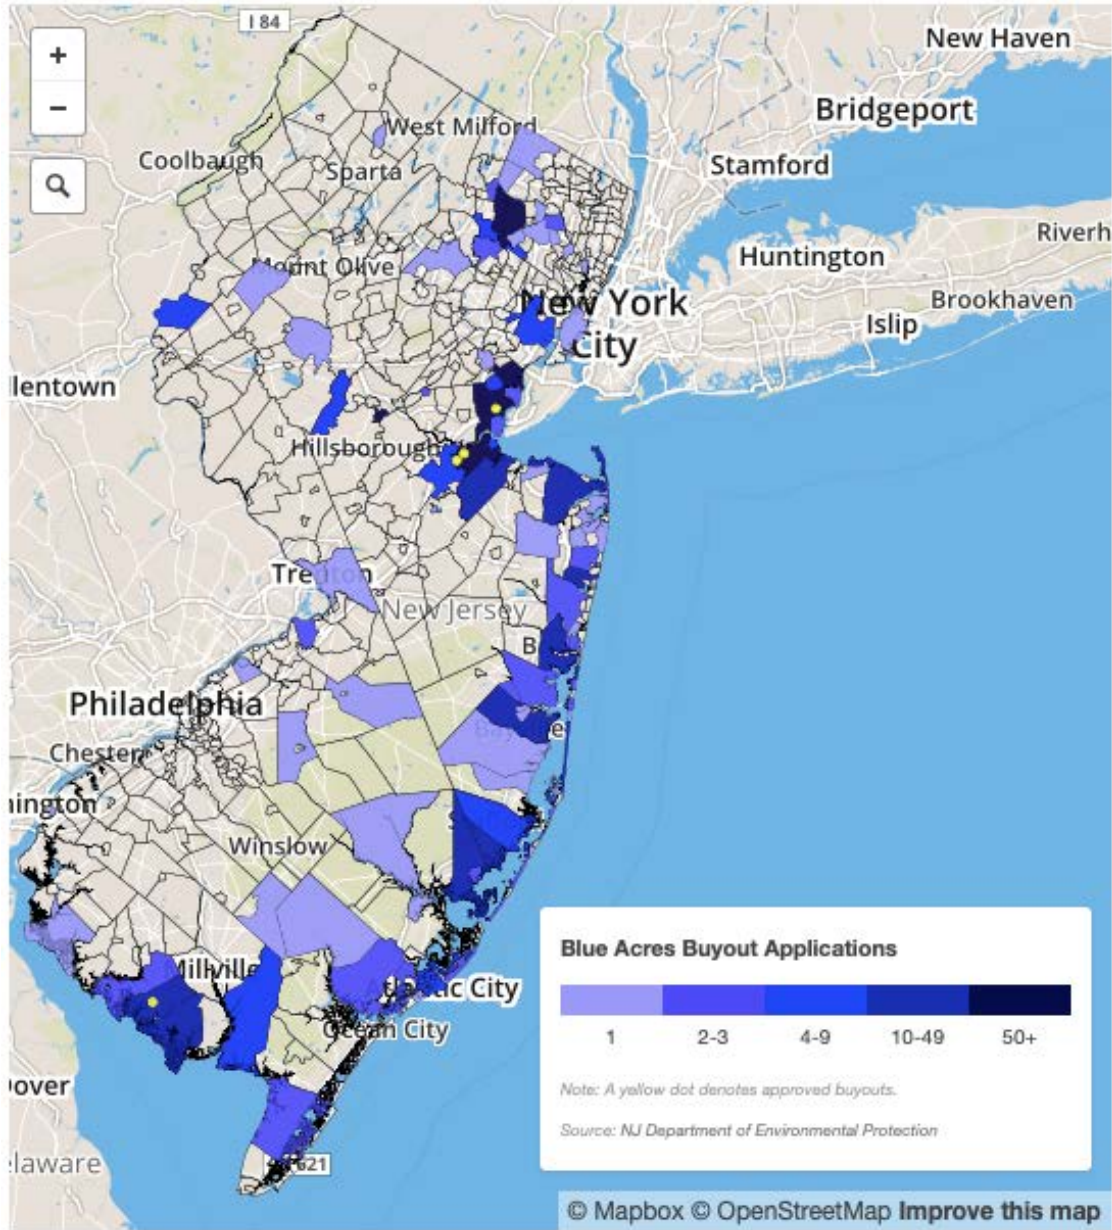 I 84
New Haven
+
−
Bridgeport
West Milford
Coolbaugh
Stamford
Sparta
Riverh
Huntington
Mount Olive
Brookhaven
New York
City
Islip
llentown
Hillsborough
Trenton
New Jersey
B
Philadelphia
Chester
nington
S
Winslow
Blue Acres Buyout Applications
Millville
Atlantic City
1
2-3
4-9
10-49
50+
Ocean City
Dover
Note: A yellow dot denotes approved buyouts.
Source: NJ Department of Environmental Protection
elaware
621
© Mapbox © OpenStreetMap Improve this map